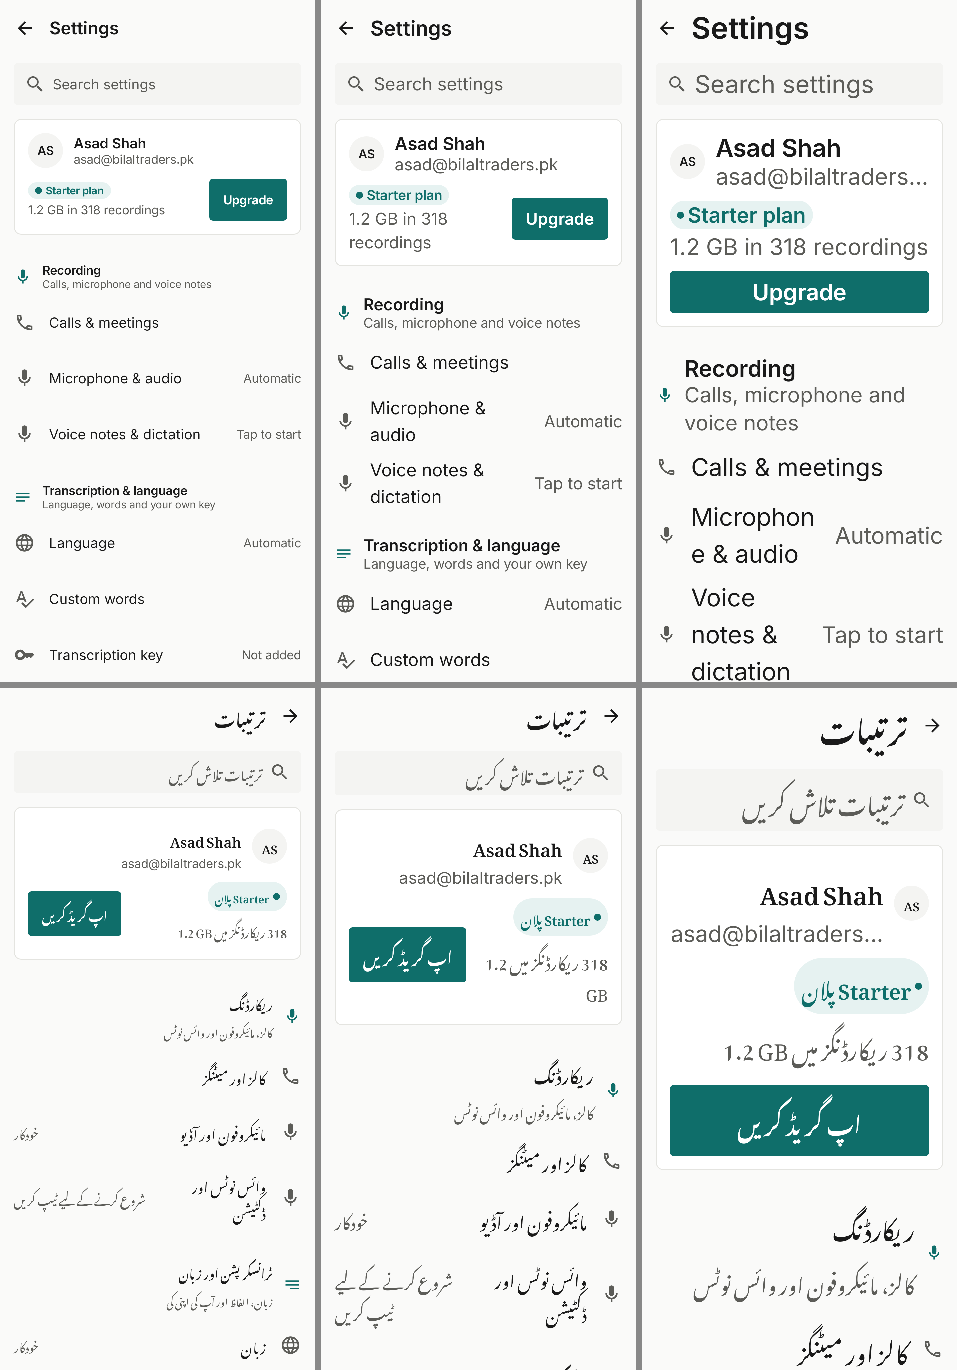 Settings
Search settings
AS
Asad Shah
asad@bilaltraders.pk
Starter plan
1.2 GB in 318 recordings
Upgrade
Recording
Calls, microphone and voice notes
Calls & meetings
Microphone & audio
Automatic
Voice notes & dictation
Tap to start
Transcription & language
Language, words and your own key
Language
Automatic
Custom words
Transcription key
Not added
Settings
Search settings
AS
Asad Shah
asad@bilaltraders.pk
Starter plan
1.2 GB in 318
recordings
Upgrade
Recording
Calls, microphone and voice notes
Calls & meetings
Microphone &
audio
Automatic
Voice notes &
dictation
Tap to start
Transcription & language
Language, words and your own key
Language
Automatic
Custom words
Settings
Search settings
AS
Asad Shah
asad@bilaltraders...
Starter plan
1.2 GB in 318 recordings
Upgrade
Recording
Calls, microphone and
voice notes
Calls & meetings
Microphon
e & audio
Automatic
Voice
notes &
dictation
Tap to start
ترتیبات
ترتیبات تلاش کریں
AS
Asad Shah
asad@bilaltraders.pk
Starter پلان
318 ریکارڈنگز میں 1.2 GB
اپ گریڈ کریں
ریکارڈنگ
کالز، مائیکروفون اور وائس نوٹس
کالز اور میٹنگز
مائیکروفون اور آڈیو
خودکار
وائس نوٹس اور
ڈکٹیشن
شروع کرنے کے لیے ٹیپ کریں
ٹرانسکرپشن اور زبان
زبان، الفاظ اور آپ کی اپنی کی
زبان
خودکار
ترتیبات
ترتیبات تلاش کریں
AS
Asad Shah
asad@bilaltraders.pk
Starter پلان
318 ریکارڈنگز میں 1.2
GB
اپ گریڈ کریں
ریکارڈنگ
کالز، مائیکروفون اور وائس نوٹس
کالز اور میٹنگز
مائیکروفون اور آڈیو
خودکار
وائس نوٹس اور
ڈکٹیشن
شروع کرنے کے لیے
ٹیپ کریں
ترتیبات
ترتیبات تلاش کریں
AS
Asad Shah
asad@bilaltraders...
Starter پلان
318 ریکارڈنگز میں 1.2 GB
اپ گریڈ کریں
ریکارڈنگ
کالز، مائیکروفون اور وائس نوٹس
کالز اور میٹنگز